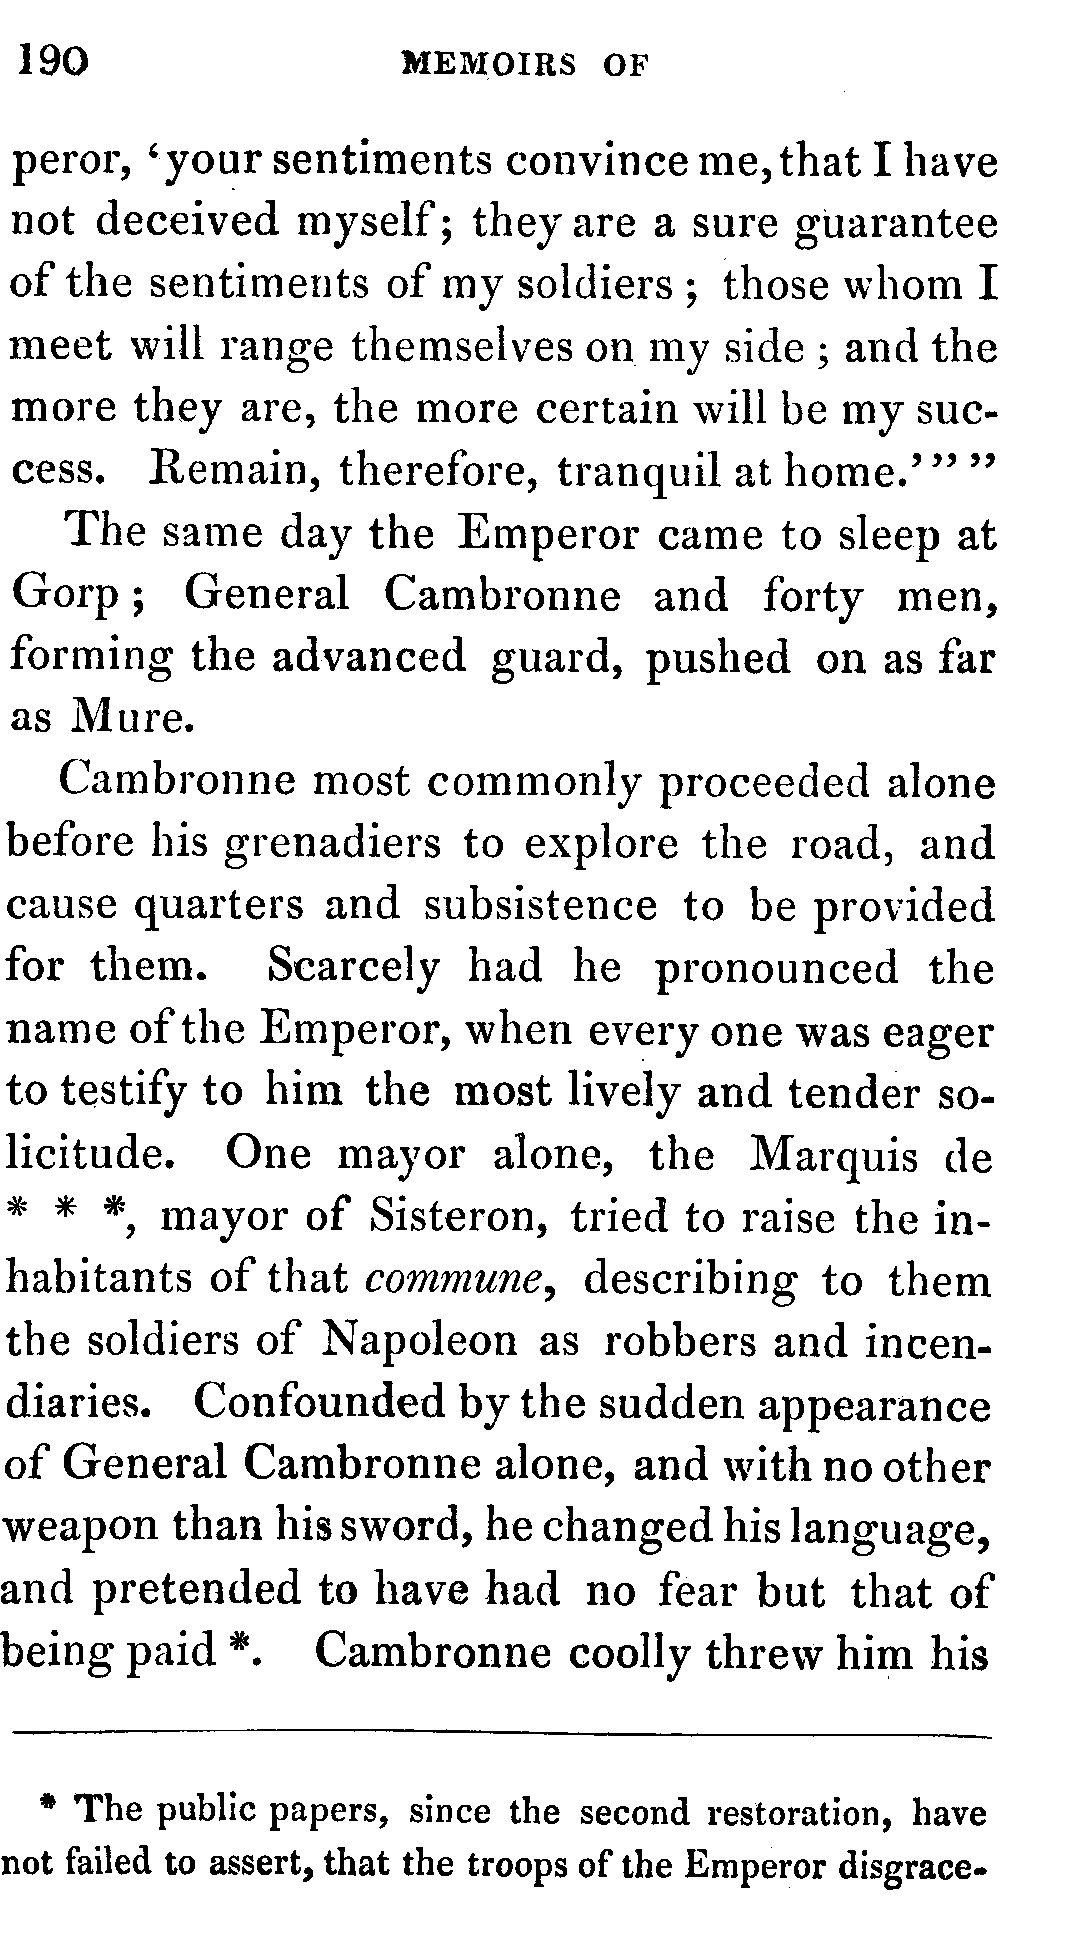 190 MEMOIRS OF
peror, ‘your sentiments convince me, that I have
not deceived myself; they are a sure guarantee
of the sentiments of my soldiers; those whom I
meet will range themselves on my side; and the
more they are, the more certain will be my suc-
cess. Remain, therefore, tranquil at home.’” ”
The same day the Emperor came to sleep at
Gorp; General Cambronne and forty men,
forming the advanced guard, pushed on as far
as Mure.
Cambronne most commonly proceeded alone
before his grenadiers to explore the road, and
cause quarters and subsistence to be provided
for them. Scarcely had he pronounced the
name of the Emperor, when every one was eager
to testify to him the most lively and tender so-
licitude. One mayor alone, the Marquis de
* * *, mayor of Sisteron, tried to raise the in-
habitants of that commune, describing to them
the soldiers of Napoleon as robbers and incen-
diaries. Confounded by the sudden appearance
of General Cambronne alone, and with no other
weapon than his sword, he changed his language,
and pretended to have had no fear but that of
being paid *. Cambronne coolly threw him his
* The public papers, since the second restoration, have
not failed to assert, that the troops of the Emperor disgrace-